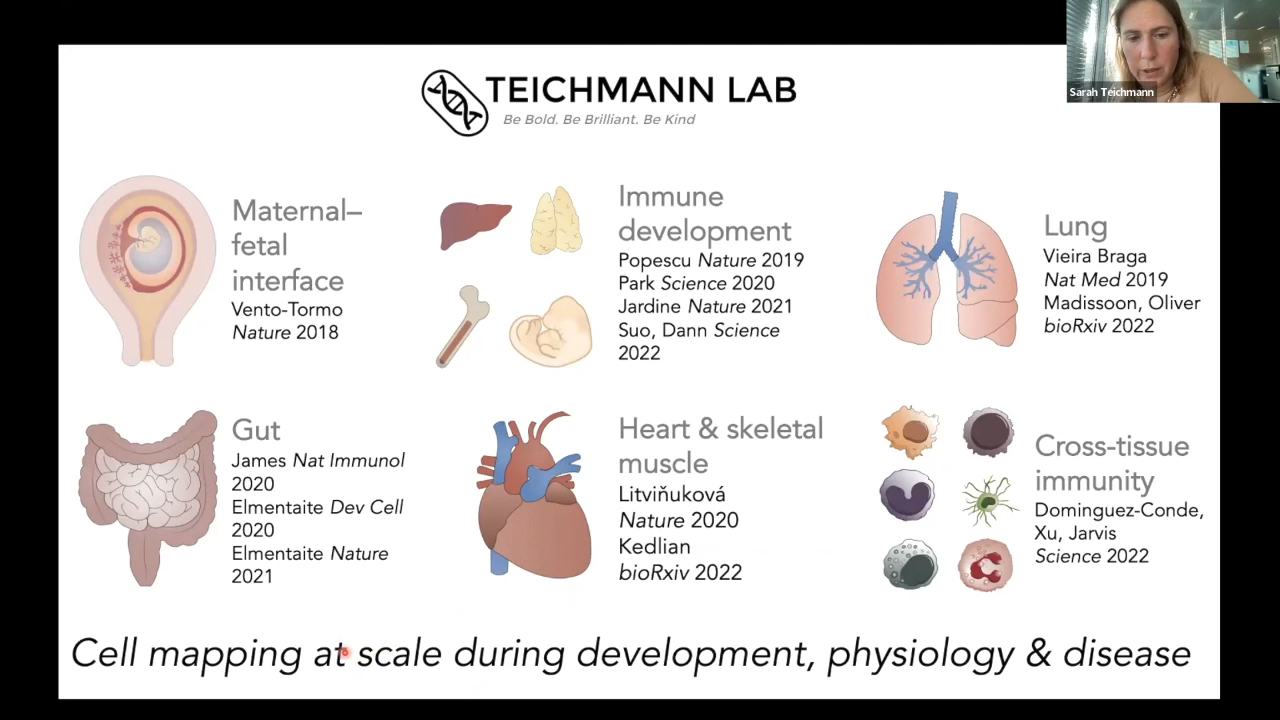 Sarah Teichmann
TEICHMANN LAB
Be Bold. Be Brilliant. Be Kind
Maternal–
fetal
interface
Vento-Tormo
Nature 2018
Immune
development
Popescu Nature 2019
Park Science 2020
Jardine Nature 2021
Suo, Dann Science
2022
Lung
Vieira Braga
Nat Med 2019
Madissoon, Oliver
bioRxiv 2022
Gut
James Nat Immunol
2020
Elmentaite Dev Cell
2020
Elmentaite Nature
2021
Heart & skeletal
muscle
Litviňuková
Nature 2020
Kedlian
bioRxiv 2022
Cross-tissue
immunity
Dominguez-Conde,
Xu, Jarvis
Science 2022
Cell mapping at scale during development, physiology & disease